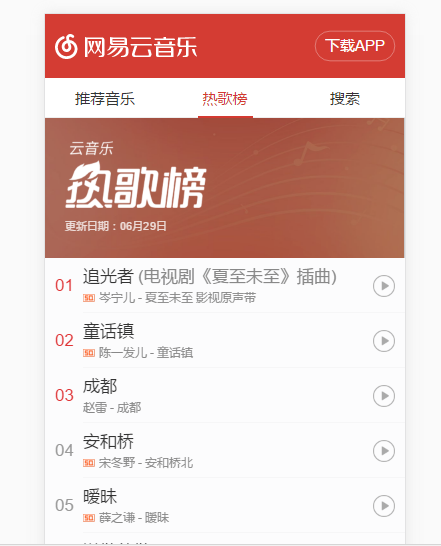 网易云音乐
下载APP
推荐音乐
热歌榜
搜索
云音乐
热歌榜
更新日期：06月29日
01
追光者 (电视剧《夏至未至》插曲)
SQ 岑宁儿 - 夏至未至 影视原声带
02
童话镇
SQ 陈一发儿 - 童话镇
03
成都
赵雷 - 成都
04
安和桥
SQ 宋冬野 - 安和桥北
05
暧昧
SQ 薛之谦 - 暧昧